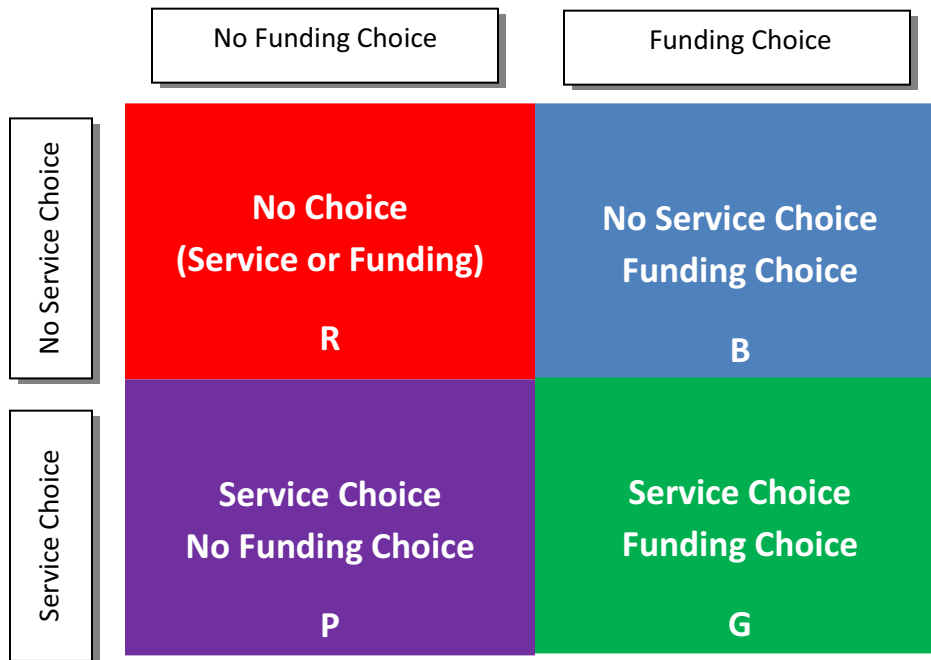 No Funding Choice
Funding Choice
No Service Choice
No Choice
(Service or Funding)
R
No Service Choice
Funding Choice
B
Service Choice
Service Choice
No Funding Choice
P
Service Choice
Funding Choice
G